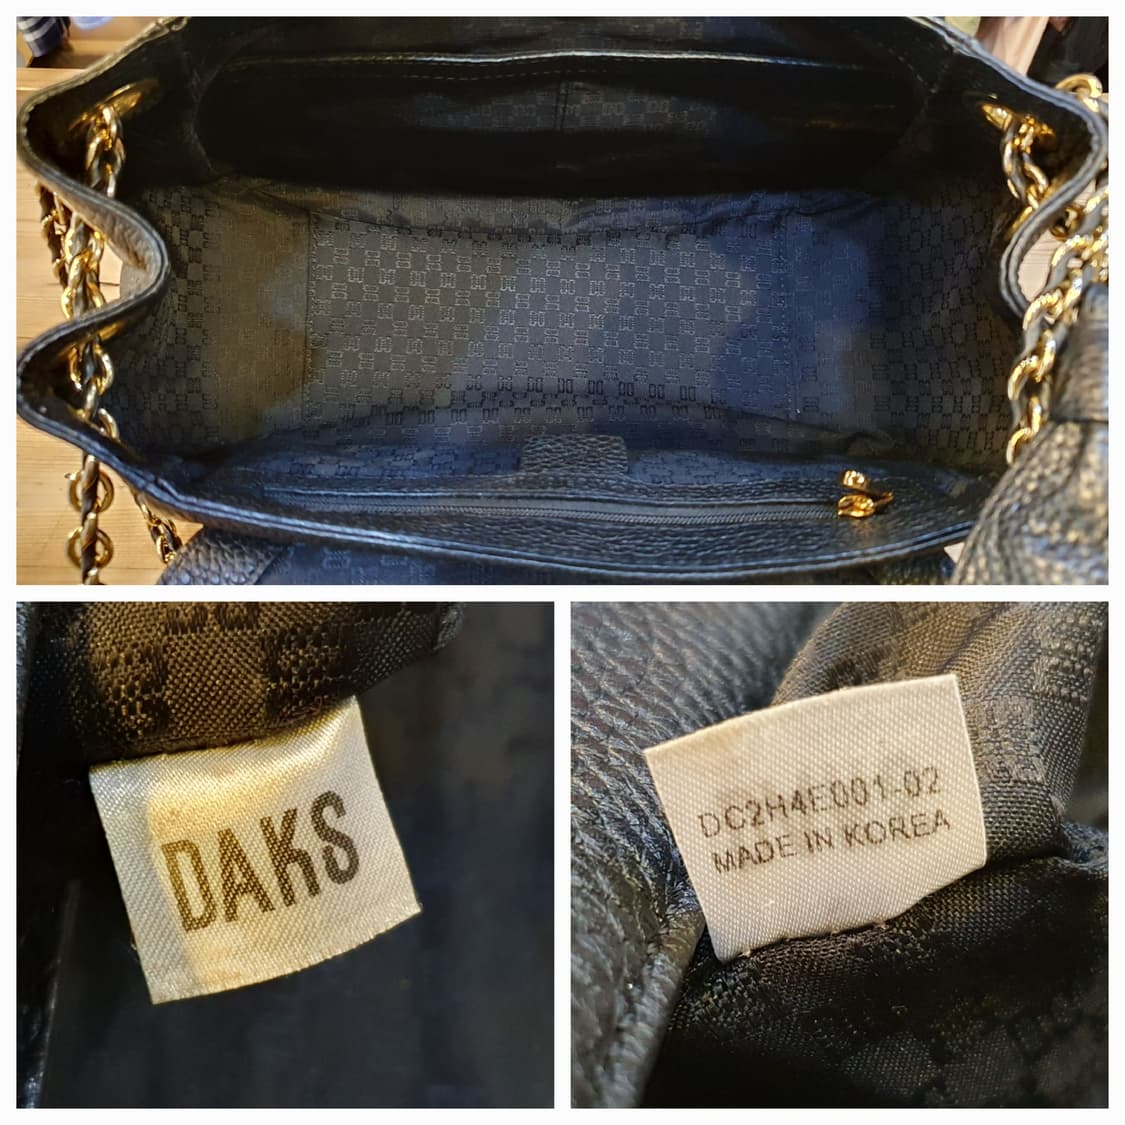 DAKS
DC2H4E001-02
MADE IN KOREA